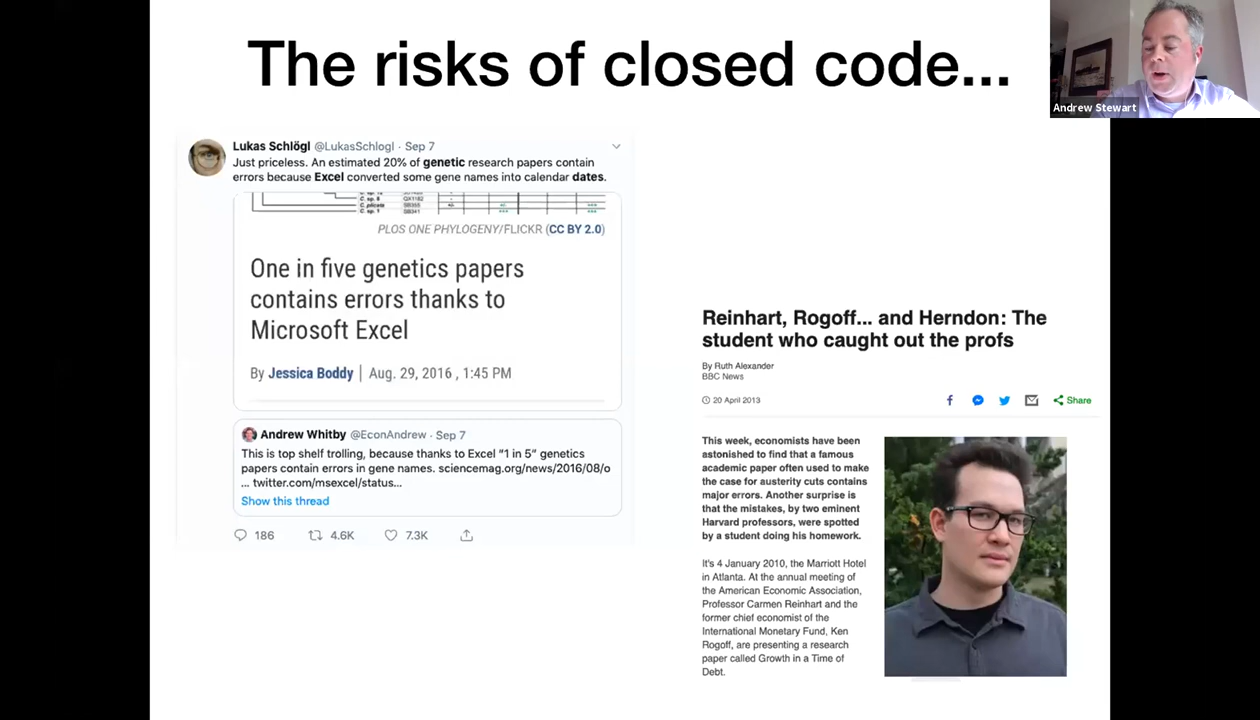 The risks of closed code...
Andrew Stewart
Lukas Schlögl @LukasSchlogl · Sep 7
Just priceless. An estimated 20% of genetic research papers contain
errors because Excel converted some gene names into calendar dates.
C. sp. 8 QX1182
C. plicata SB355
C. sp. 1 SB341
PLOS ONE PHYLOGENY/FLICKR (CC BY 2.0)
One in five genetics papers
contains errors thanks to
Microsoft Excel
By Jessica Boddy | Aug. 29, 2016 , 1:45 PM
Andrew Whitby @EconAndrew · Sep 7
This is top shelf trolling, because thanks to Excel “1 in 5” genetics
papers contain errors in gene names. sciencemag.org/news/2016/08/o
... twitter.com/msexcel/status...
Show this thread
186 4.6K 7.3K
Reinhart, Rogoff... and Herndon: The
student who caught out the profs
By Ruth Alexander
BBC News
20 April 2013
Share
This week, economists have been
astonished to find that a famous
academic paper often used to make
the case for austerity cuts contains
major errors. Another surprise is
that the mistakes, by two eminent
Harvard professors, were spotted
by a student doing his homework.
It's 4 January 2010, the Marriott Hotel
in Atlanta. At the annual meeting of
the American Economic Association,
Professor Carmen Reinhart and the
former chief economist of the
International Monetary Fund, Ken
Rogoff, are presenting a research
paper called Growth in a Time of
Debt.